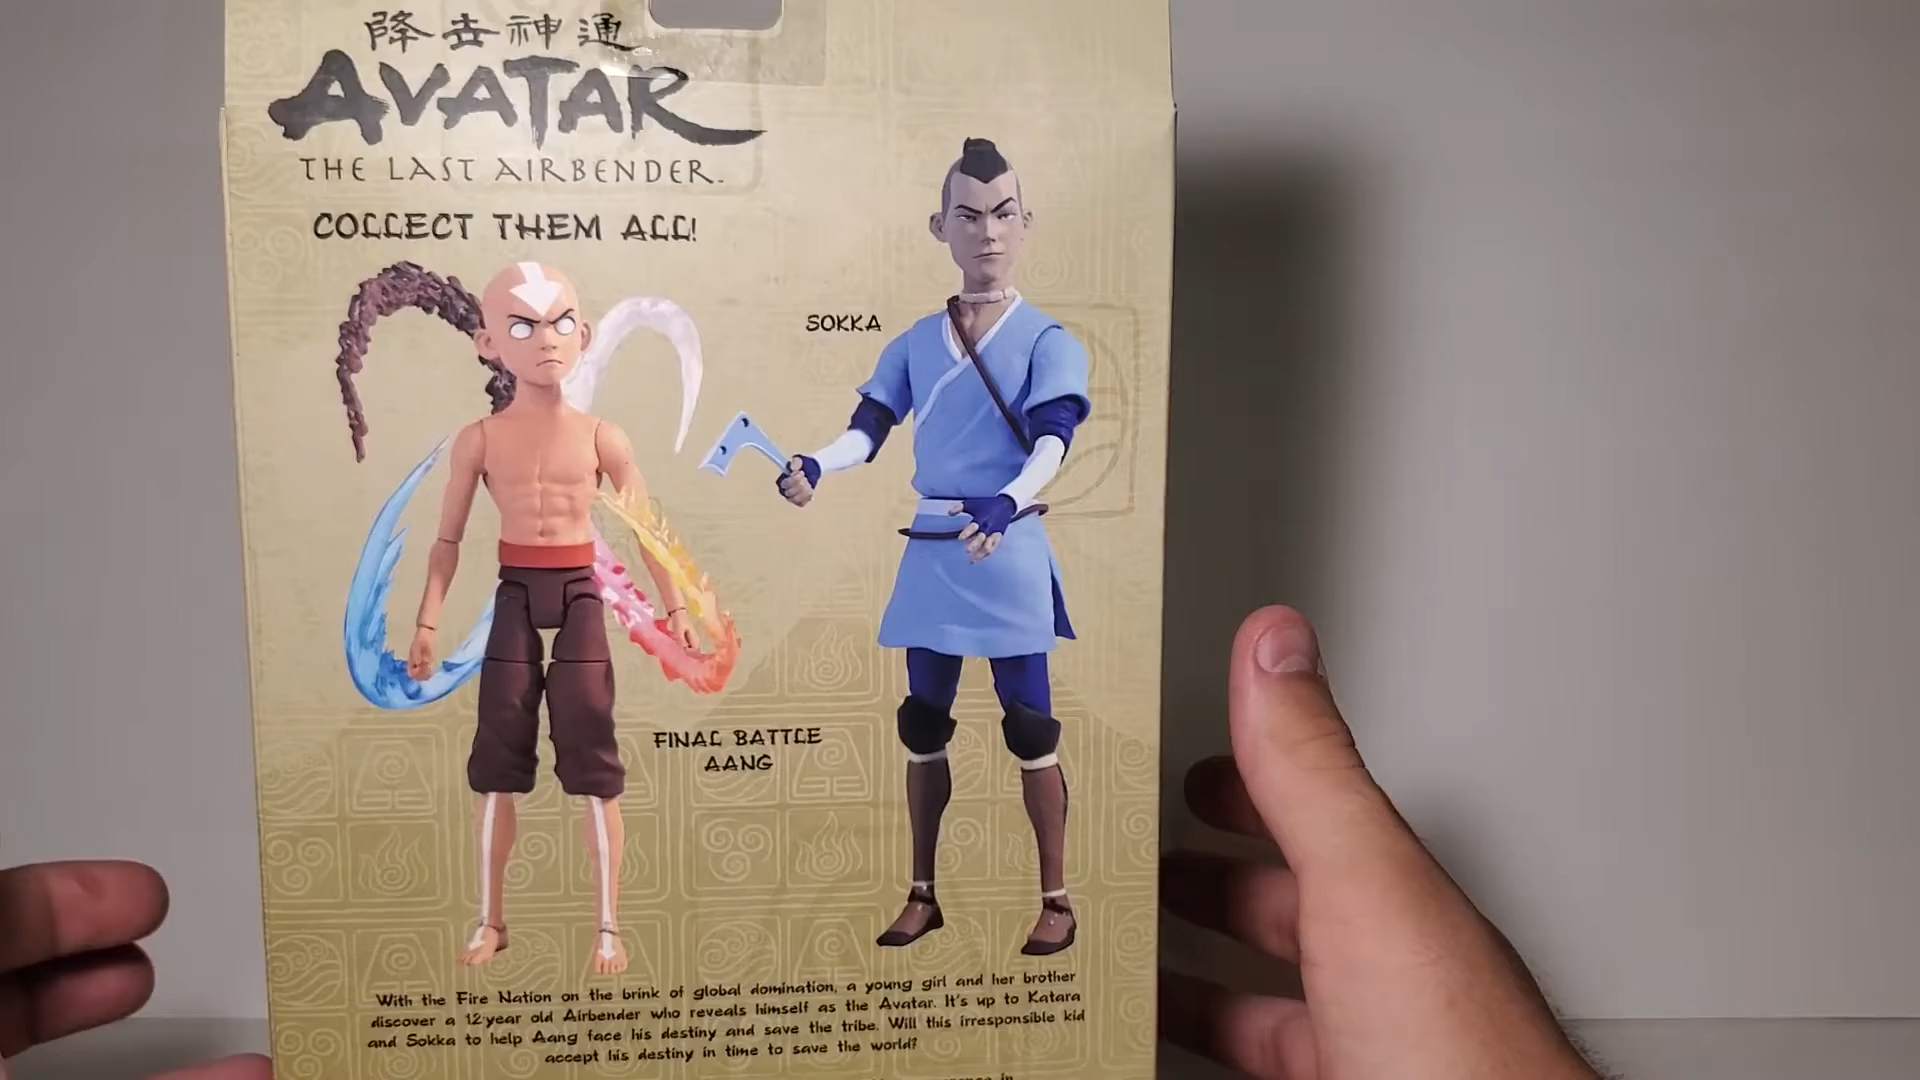 降世神通
AVATAR
THE LAST AIRBENDER
COLLECT THEM ALL!
SOKKA
FINAL BATTLE
AANG
With the Fire Nation on the brink of global domination, a young girl and her brother
discover a 12-year old Airbender who reveals himself as the Avatar. It's up to Katara
and Sokka to help Aang face his destiny and save the tribe. Will this irresponsible kid
accept his destiny in time to save the world?